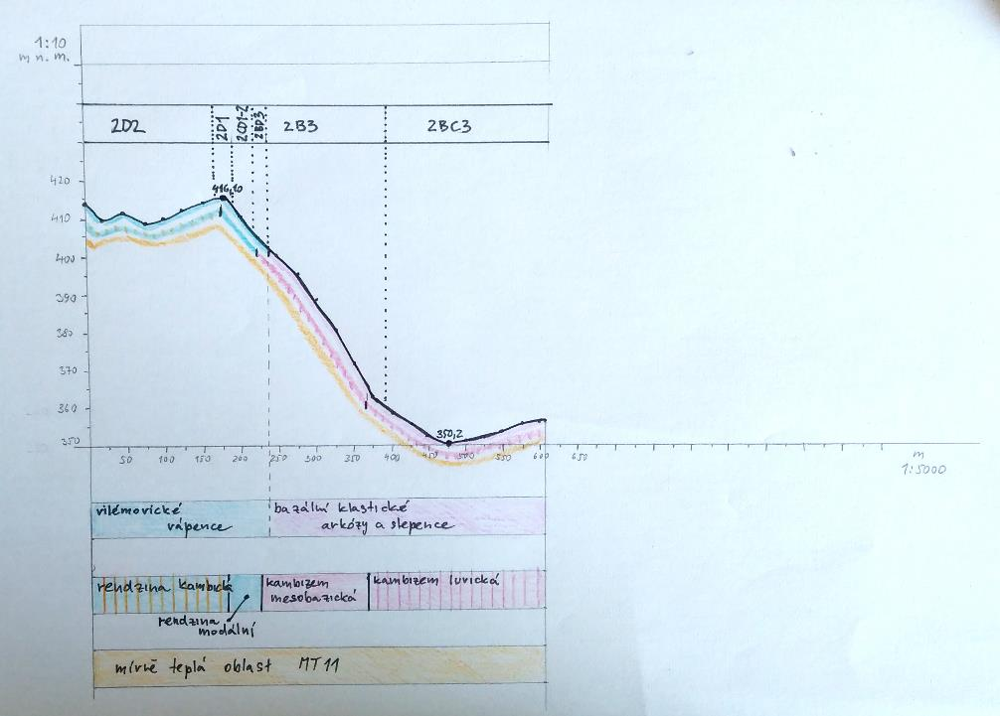 1:10
m n. m.
2D2
2D1
2CD1-2
2BD3
2B3
2BC3
416,10
420
410
400
390
380
370
360
350
350,2
50 100 150 200 250 300 350 400 450 500 550 600 650
m
1:5000
vilémovické
vápence
bazální klastické
arkózy a slepence
rendzina kambická
rendzina
modální
kambizem
mesobazická
kambizem luvická
mírně teplá oblast MT11